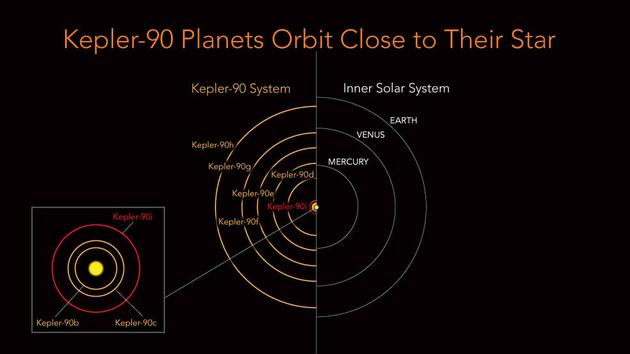 Kepler-90 Planets Orbit Close to Their Star
Kepler-90 System
Inner Solar System
EARTH
VENUS
MERCURY
Kepler-90h
Kepler-90g
Kepler-90d
Kepler-90e
Kepler-90i
Kepler-90f
Kepler-90i
Kepler-90b
Kepler-90c